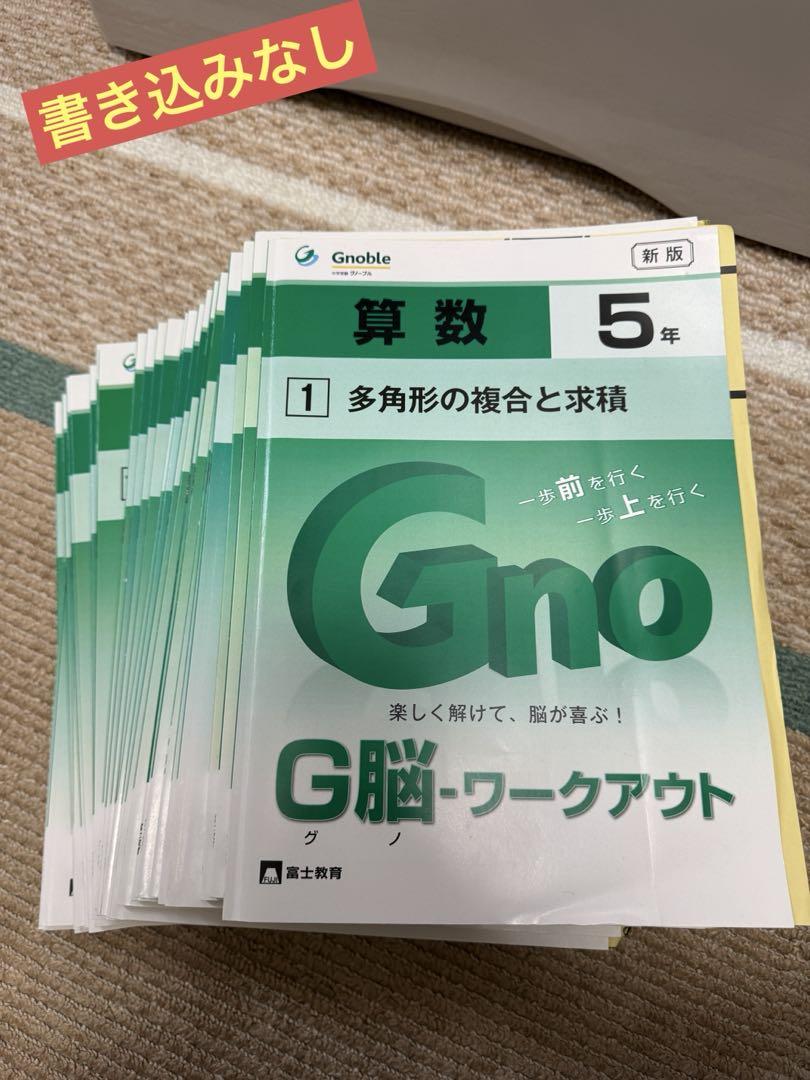 書き込みなし
Gnoble
中学受験 グノーブル
新版
算数
5年
1 多角形の複合と求積
一歩前を行く
一歩上を行く
Gno
楽しく解けて、脳が喜ぶ！
G脳-ワークアウト
グ ノ
FUJI 富士教育